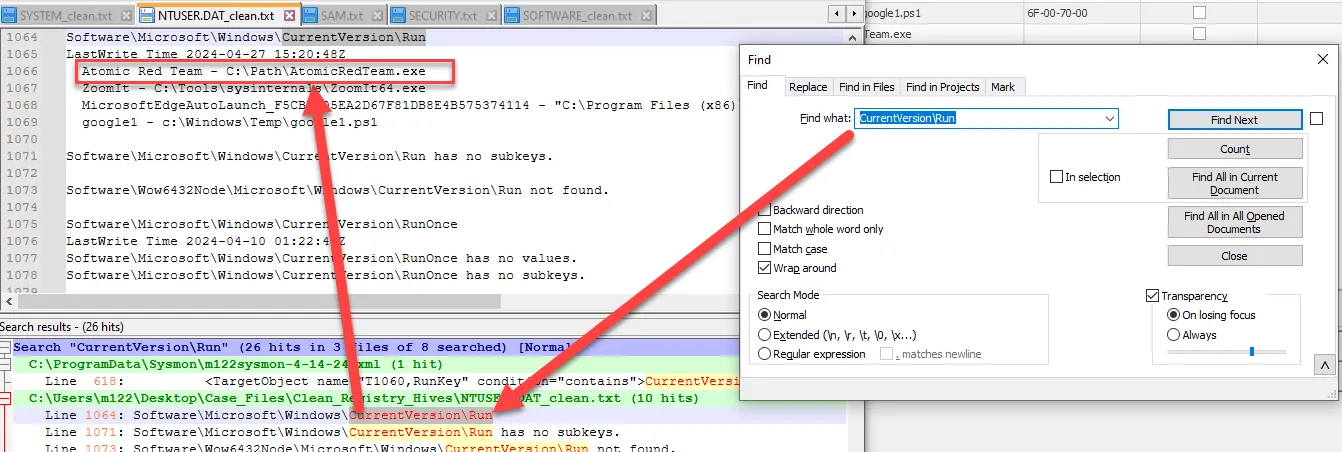 SYSTEM_clean.txt NTUSER.DAT_clean.txt SAM.txt SECURITY.txt SOFTWARE_clean.txt
google1.ps1 6F-00-70-00
Team.exe
1064 Software\Microsoft\Windows\CurrentVersion\Run
1065 LastWrite Time 2024-04-27 15:20:48Z
1066 Atomic Red Team - C:\Path\AtomicRedTeam.exe
1067 ZoomIt - C:\Tools\sysinternals\ZoomIt64.exe
1068 5EA2D67F81DB8E4B575374114 - "C:\Program Files (x86)
1069 google1 - c:\Windows\Temp\google1.ps1
1070
1071 Software\Microsoft\Windows\CurrentVersion\Run has no subkeys.
1072
1073 Software\Wow6432Node\Microsoft\Windows\CurrentVersion\Run not found.
1074
1075 Software\Microsoft\Windows\CurrentVersion\RunOnce
1076 LastWrite Time 2024-04-10
1077 Software\Microsoft\Windows\CurrentVersion\RunOnce has no values.
1078 Software\Microsoft\Windows\CurrentVersion\RunOnce has no subkeys.
1079
Find
Find Replace Find in Files Find in Projects Mark
Find what: CurrentVersion\Run
Find Next
Count
In selection
Find All in Current
Document
Find All in All Opened
Documents
Close
Backward direction
Match whole word only
Match case
Wrap around
Search Mode
Normal
Extended (\n, \r, \t, \0, \x...)
Regular expression
. matches newline
Transparency
On losing focus
Always
Search results - (26 hits)
Search "CurrentVersion\Run" (26 hits in 3 files of 8 searched) [Normal
C:\ProgramData\Sysmon\m122sysmon-4-14-24.xml (1 hit)
Line 618: <TargetObject name="T1060,RunKey" condition="contains">CurrentVersi
C:\Users\m122\Desktop\Case_Files\Clean_Registry_Hives\NTUSER.DAT_clean.txt (10 hits)
Line 1064: Software\Microsoft\Windows\CurrentVersion\Run
Line 1071: Software\Microsoft\Windows\CurrentVersion\Run has no subkeys.
Line 1073: Software\Wow6432Node\Microsoft\Windows\CurrentVersion\Run not found.